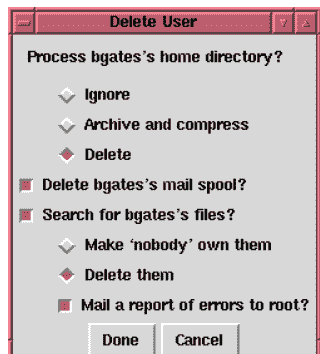 Delete User
Process bgates's home directory?
Ignore
Archive and compress
Delete
Delete bgates's mail spool?
Search for bgates's files?
Make 'nobody' own them
Delete them
Mail a report of errors to root?
Done Cancel